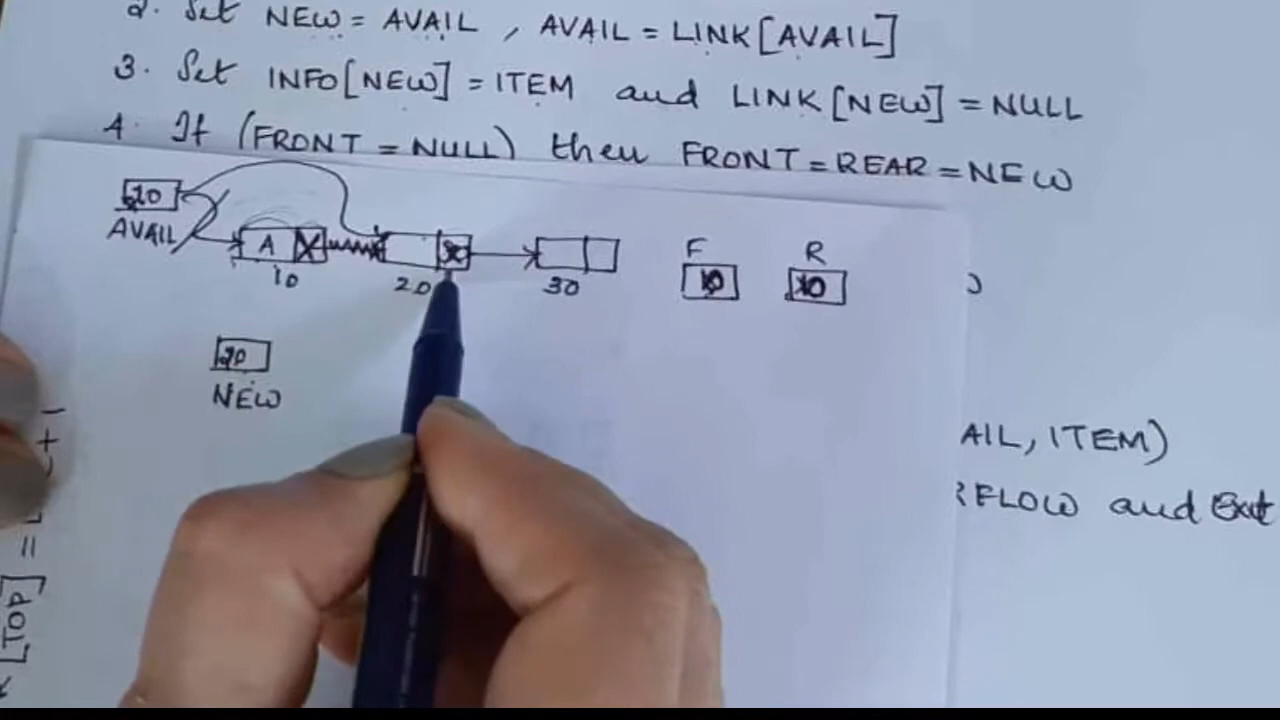 2. Set NEW = AVAIL , AVAIL = LINK[AVAIL]
3. Set INFO[NEW] = ITEM and LINK[NEW] = NULL
4. If (FRONT = NULL) then FRONT = REAR = NEW
20
AVAIL
A X
10
20
30
F R
10 10
20
NEW
AIL, ITEM)
RFLOW and Exit
[TOP] =
+ 1